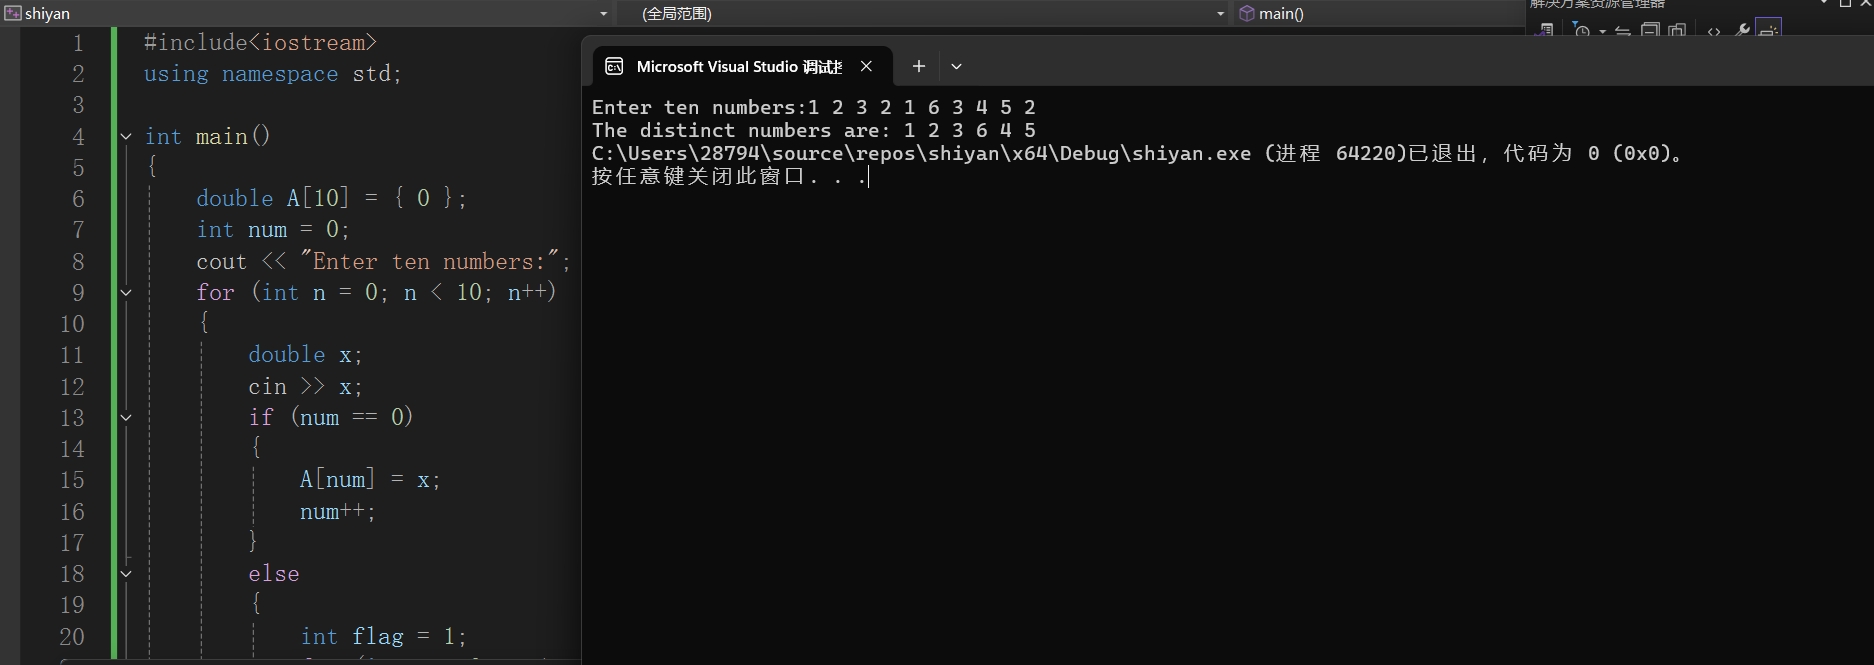 shiyan
(全局范围)
main()
解决方案资源管理器
1 #include<iostream>
2 using namespace std;
3
4 int main()
5 {
6 double A[10] = { 0 };
7 int num = 0;
8 cout << "Enter ten numbers:";
9 for (int n = 0; n < 10; n++)
10 {
11 double x;
12 cin >> x;
13 if (num == 0)
14 {
15 A[num] = x;
16 num++;
17 }
18 else
19 {
20 int flag = 1;
Microsoft Visual Studio 调试
Enter ten numbers:1 2 3 2 1 6 3 4 5 2
The distinct numbers are: 1 2 3 6 4 5
C:\Users\28794\source\repos\shiyan\x64\Debug\shiyan.exe (进程 64220)已退出，代码为 0 (0x0)。
按任意键关闭此窗口. . .